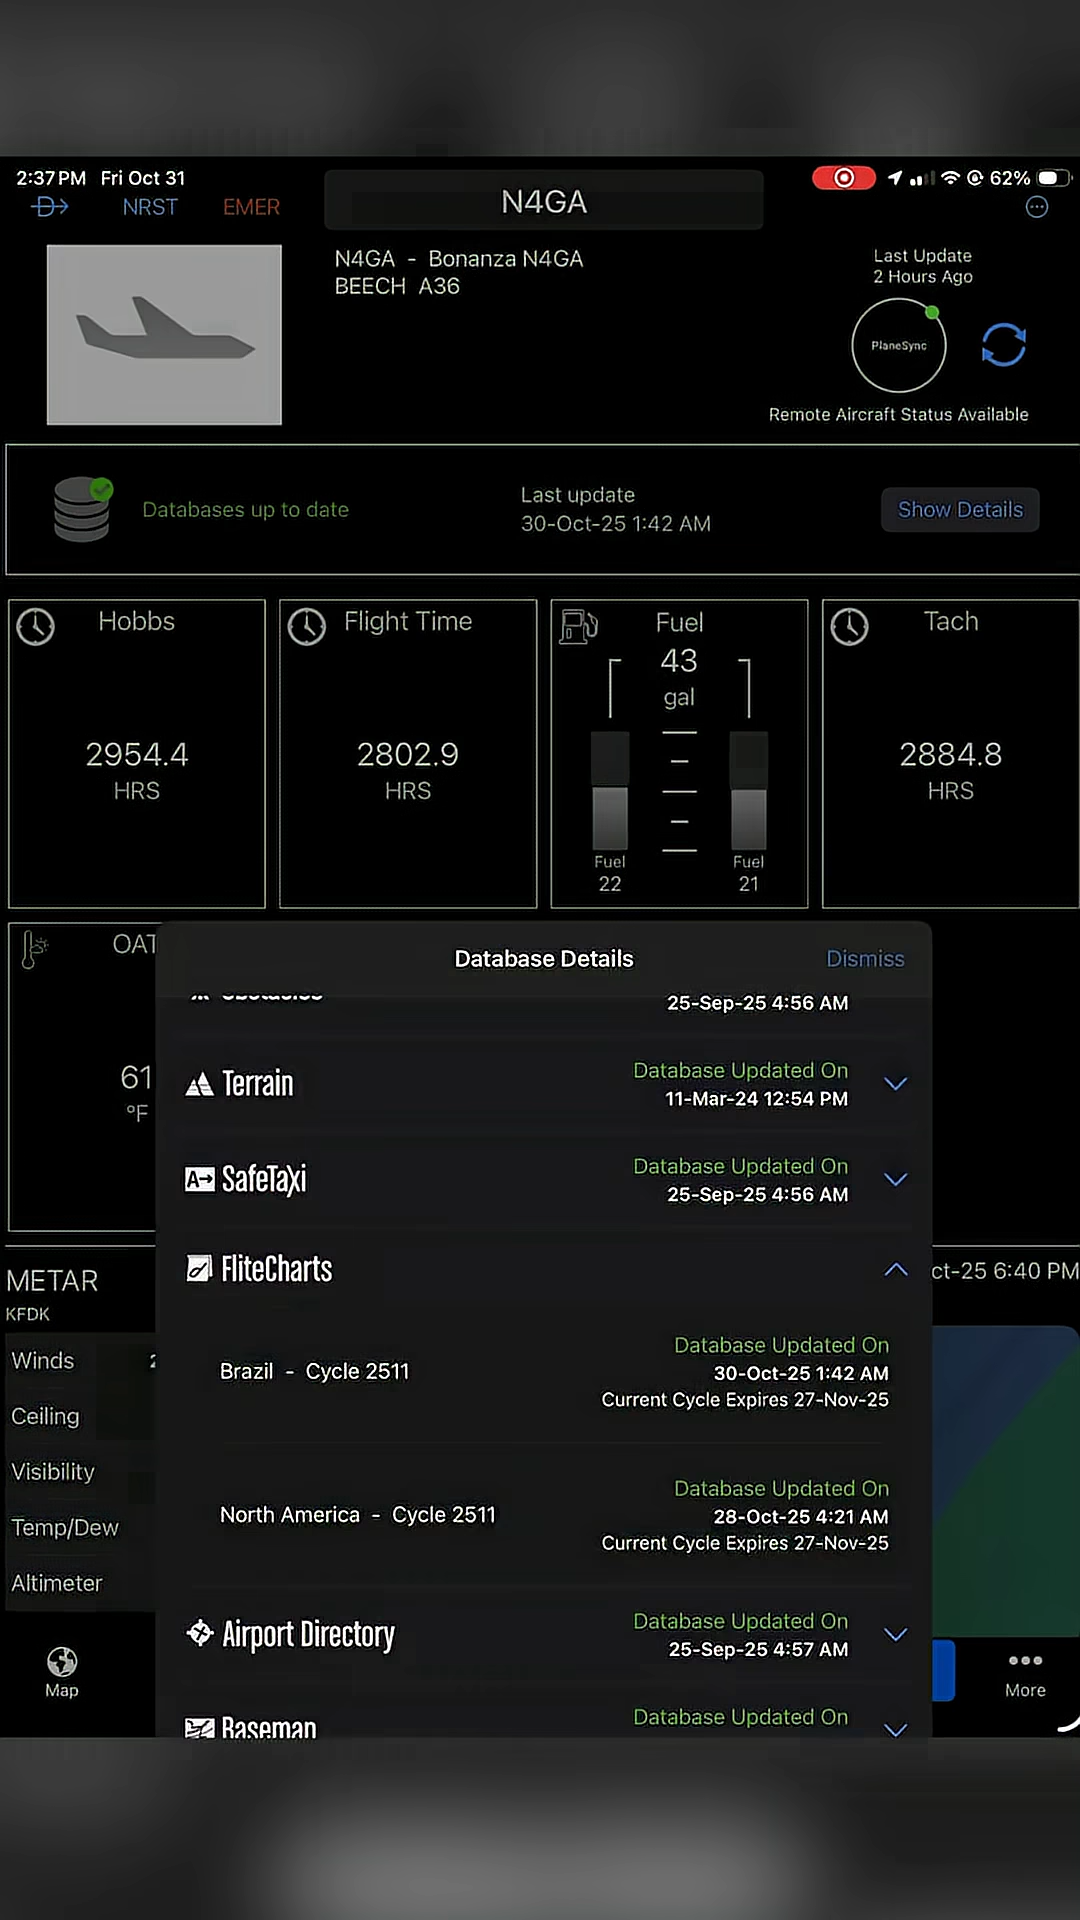 2:37 PM Fri Oct 31
62%
NRST
EMER
N4GA
N4GA - Bonanza N4GA
BEECH A36
Last Update
2 Hours Ago
PlaneSync
Remote Aircraft Status Available
Databases up to date
Last update
30-Oct-25 1:42 AM
Show Details
Hobbs
2954.4
HRS
Flight Time
2802.9
HRS
Fuel
43
gal
Fuel
22
Fuel
21
Tach
2884.8
HRS
OAT
61
°F
Database Details
Dismiss
25-Sep-25 4:56 AM
Terrain
Database Updated On
11-Mar-24 12:54 PM
SafeTaxi
Database Updated On
25-Sep-25 4:56 AM
FliteCharts
Brazil - Cycle 2511
Database Updated On
30-Oct-25 1:42 AM
Current Cycle Expires 27-Nov-25
North America - Cycle 2511
Database Updated On
28-Oct-25 4:21 AM
Current Cycle Expires 27-Nov-25
Airport Directory
Database Updated On
25-Sep-25 4:57 AM
Basemap
Database Updated On
METAR
KFDK
ct-25 6:40 PM
Winds
Ceiling
Visibility
Temp/Dew
Altimeter
Map
More